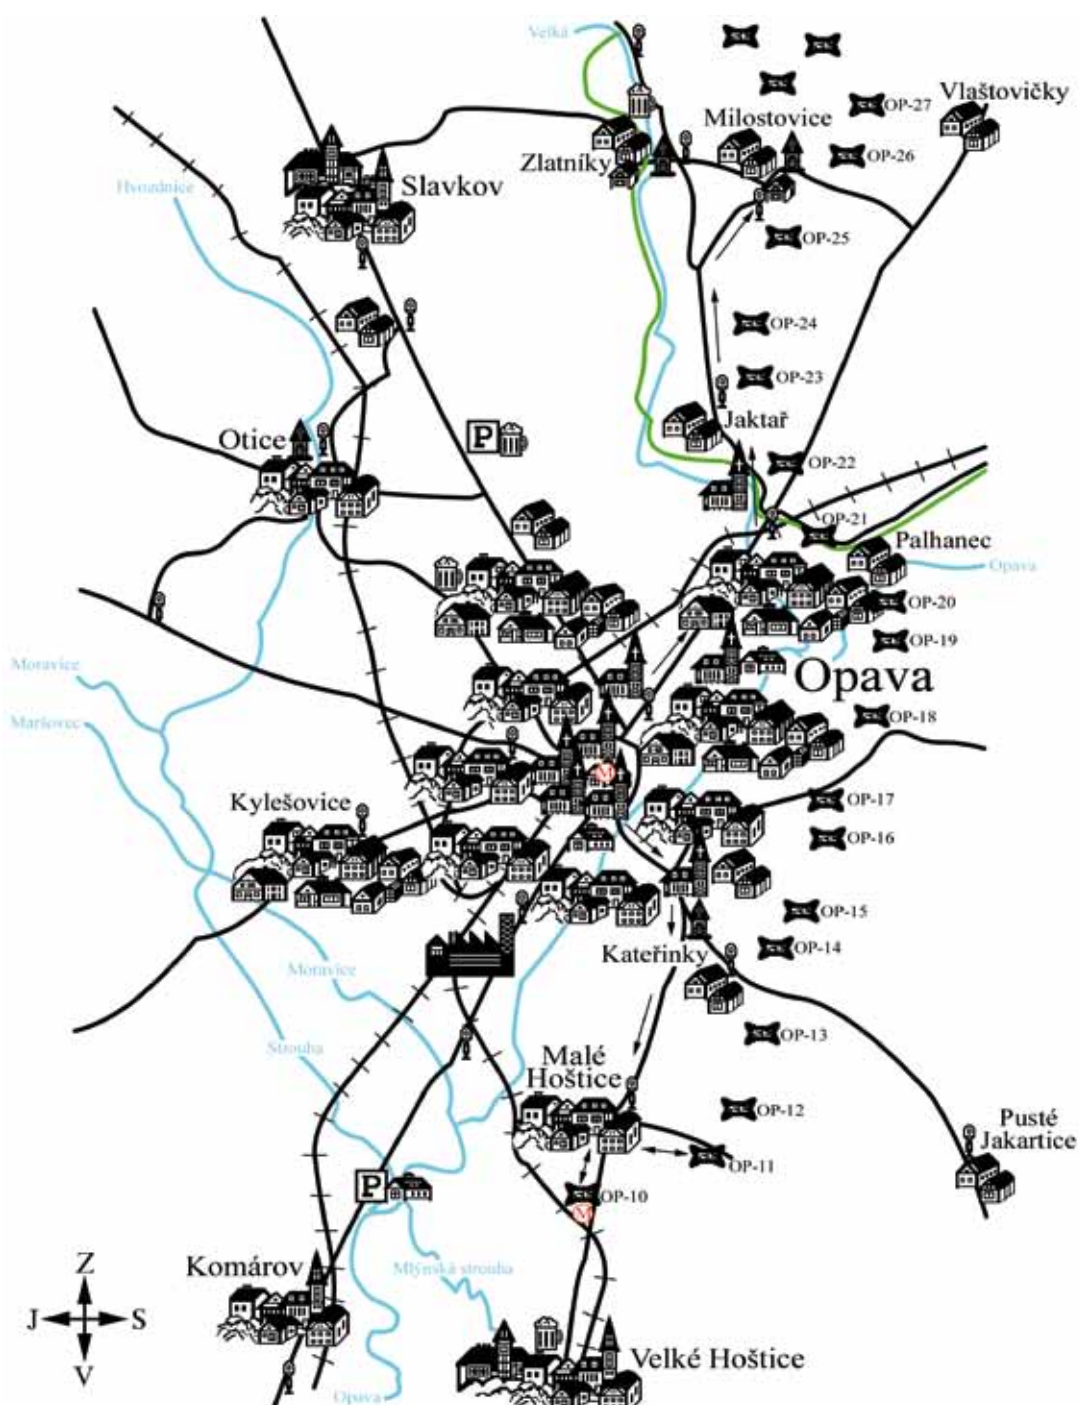 Velká
OP-27
Vlaštovičky
Milostovice
OP-26
Zlatníky
Slavkov
Hvozdnice
OP-25
OP-24
OP-23
Jaktař
Otice
P
OP-22
OP-21
Palhanec
Opava
OP-20
OP-19
Moravice
Opava
OP-18
Maršovec
M
Kylešovice
OP-17
OP-16
OP-15
Kateřinky
OP-14
Moravice
OP-13
Strouha
Malé
Hoštice
OP-12
Pusté
Jakartice
OP-11
P
OP-10
M
Komárov
Mlýnská strouha
Z
J
S
V
Velké Hoštice
Opava